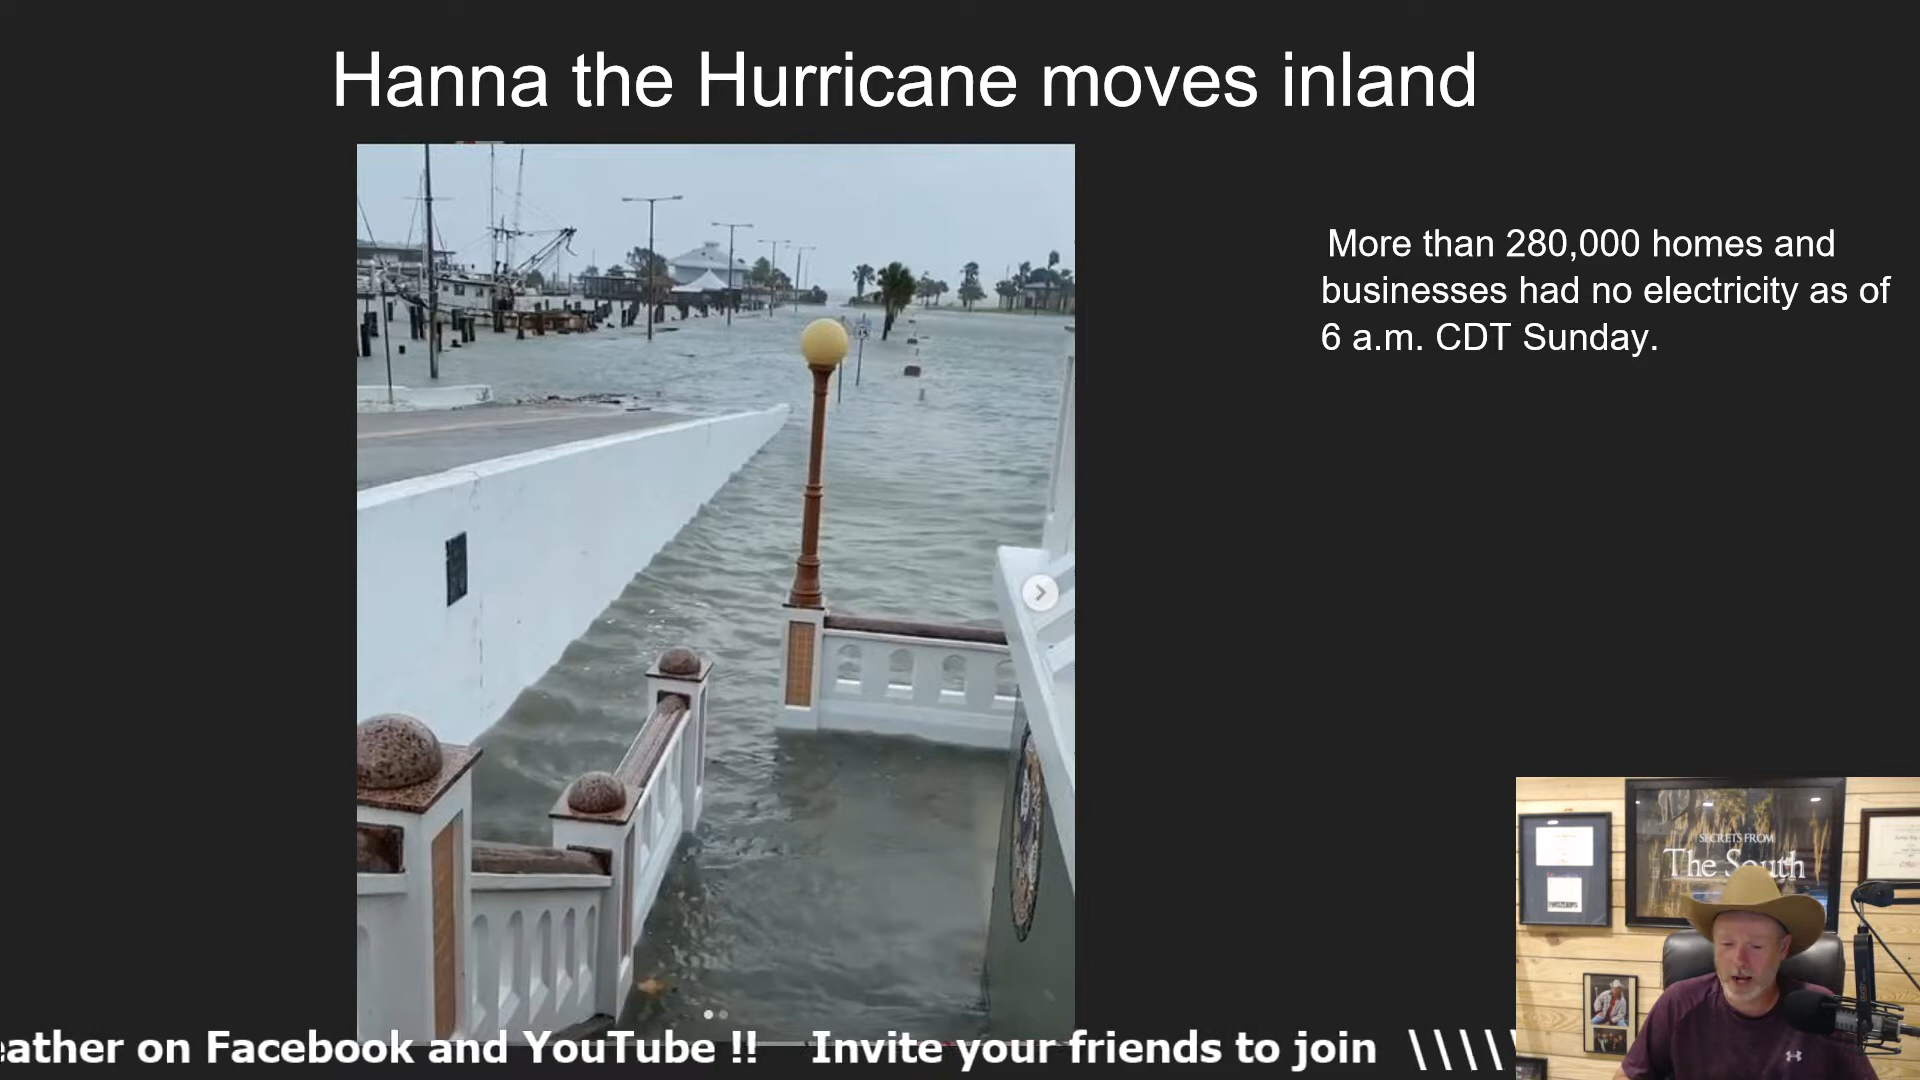 Hanna the Hurricane moves inland
More than 280,000 homes and
businesses had no electricity as of
6 a.m. CDT Sunday.
SECRETS FROM
The South
eather on Facebook and YouTube !! Invite your friends to join \\\\\